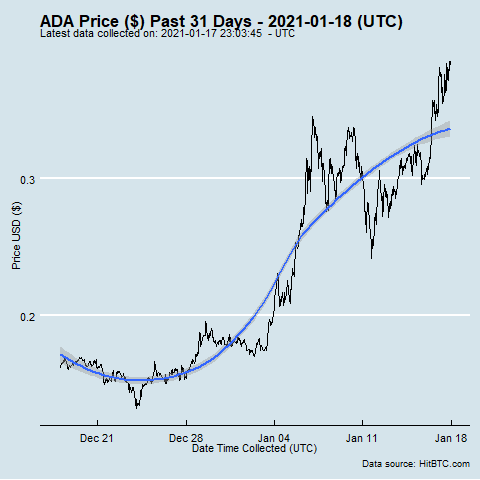 ADA Price ($) Past 31 Days - 2021-01-18 (UTC)
Latest data collected on: 2021-01-17 23:03:45  - UTC
Price USD ($)
0.3
0.2
Dec 21 Dec 28 Jan 04 Jan 11 Jan 18
Date Time Collected (UTC)
Data source: HitBTC.com